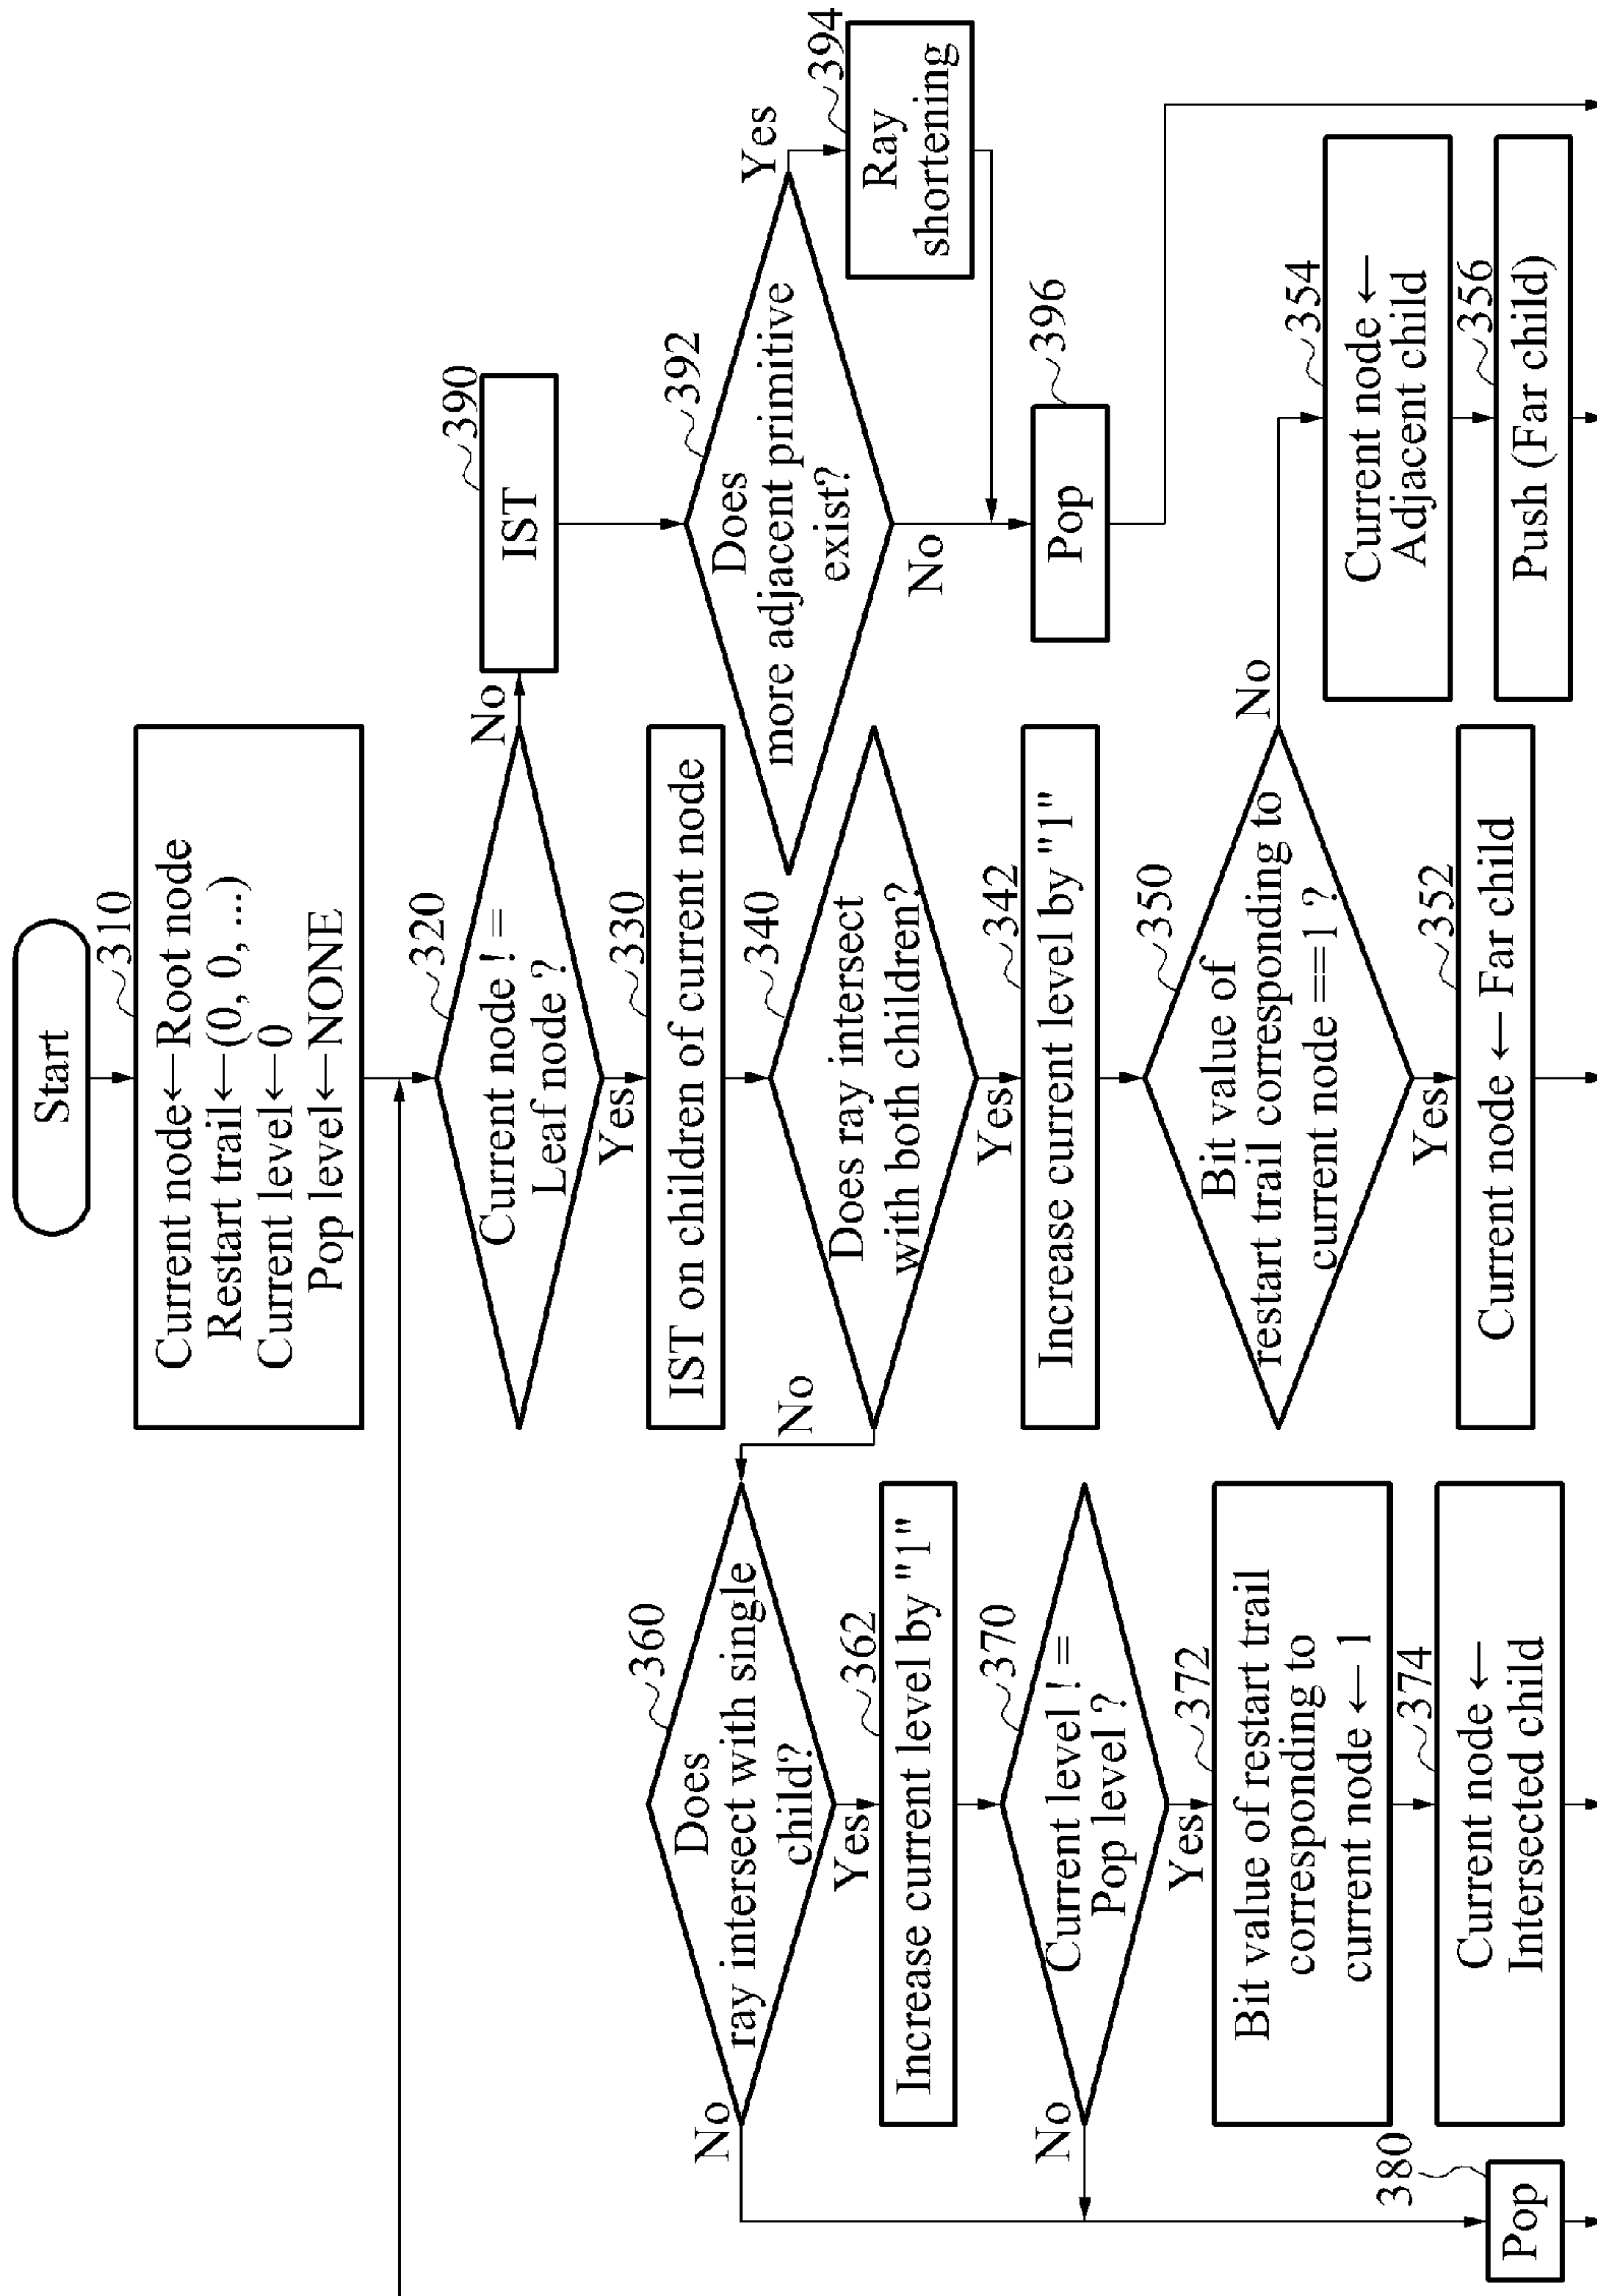 Start
310
Current node←Root node
Restart trail←(0, 0, ...)
Current level←0
Pop level←NONE
320
Current node ! =
Leaf node ?
No
Yes
390
IST
330
IST on children of current node
392
Does
more adjacent primitive
exist?
Yes
No
394
Ray
shortening
396
Pop
340
Does ray intersect
with both children?
No
Yes
342
Increase current level by "1"
350
Bit value of
restart trail corresponding to
current node ==1 ?
No
Yes
354
Current node ←
Adjacent child
356
Push (Far child)
352
Current node ← Far child
360
Does
ray intersect with single
child?
No
Yes
362
Increase current level by "1"
370
Current level ! =
Pop level ?
No
Yes
372
Bit value of restart trail
corresponding to
current node ← 1
374
Current node ←
Intersected child
380
Pop